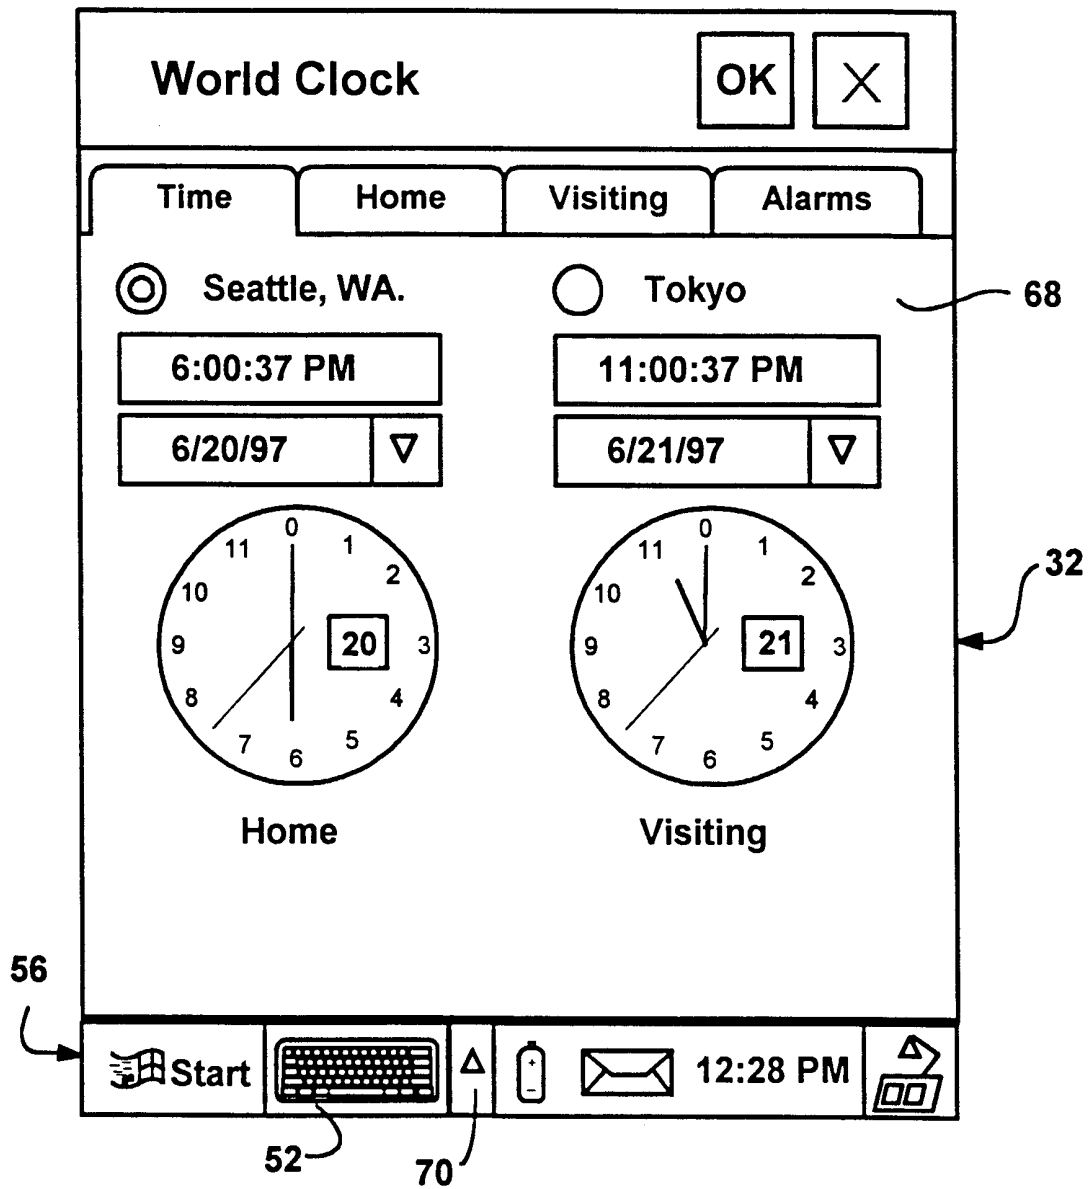 World Clock OK X
Time Home Visiting Alarms
Seattle, WA. Tokyo 68
6:00:37 PM 11:00:37 PM
6/20/97 6/21/97
0 1 2 3 4 5 6 7 8 9 10 11
20
0 1 2 3 4 5 6 7 8 9 10 11
21
32
Home Visiting
56
Start 12:28 PM
52 70